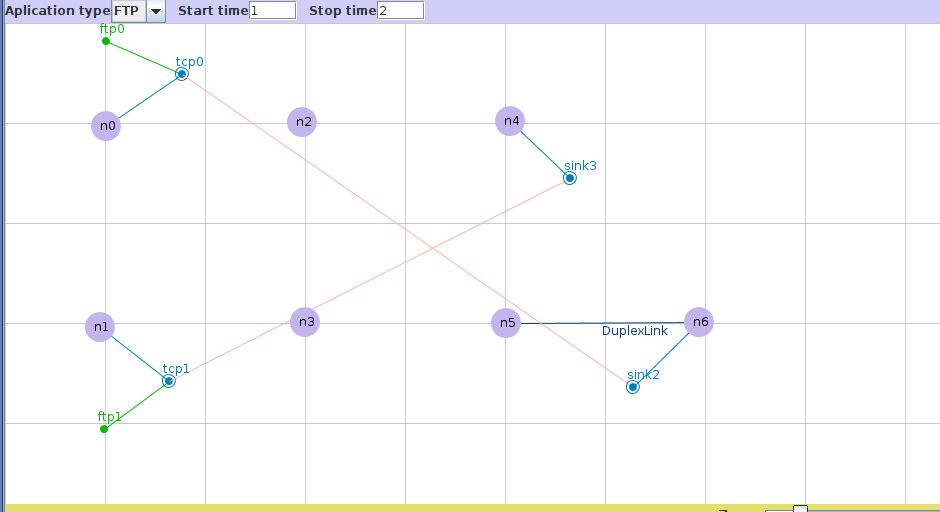 Aplication type FTP Start time 1 Stop time 2
ftp0
tcp0
n0 n2 n4
sink3
n1 n3 n5 n6
DuplexLink
tcp1 sink2
ftp1